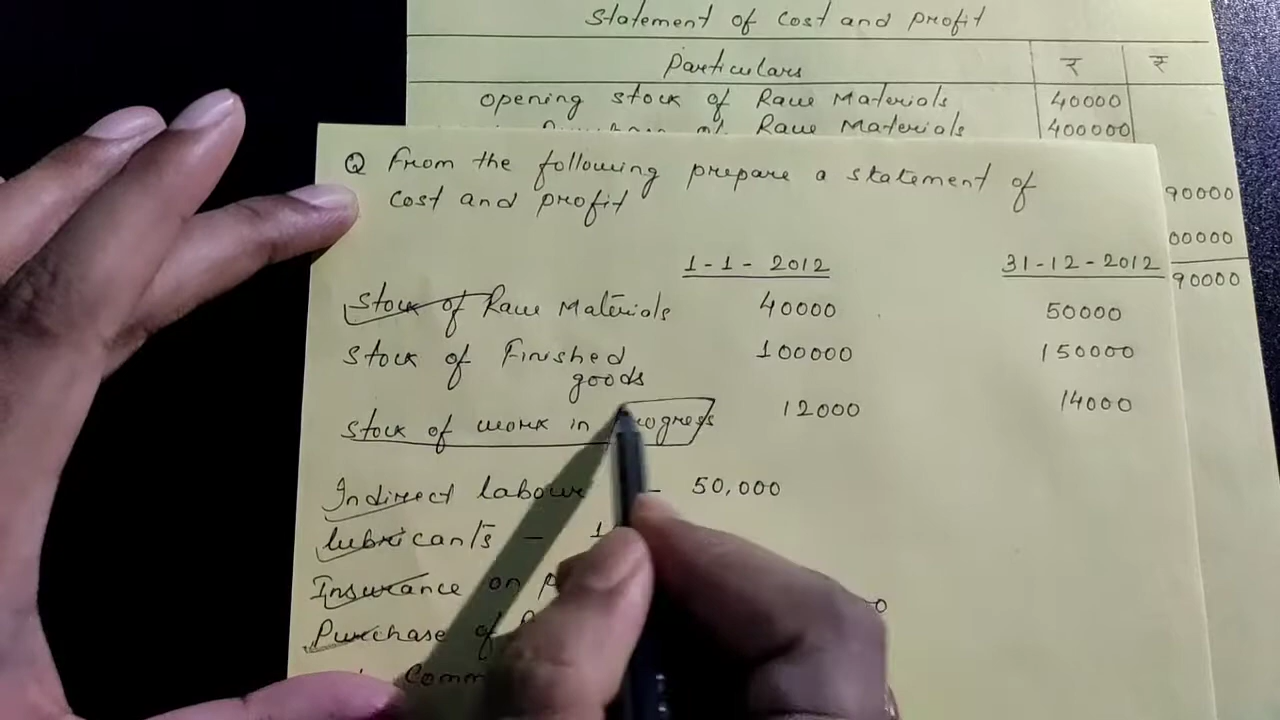 Statement of Cost and profit
Particulars ₹ ₹
opening stock of Raw Materials 40000
Raw Materials 400000
Q From the following prepare a statement of
Cost and profit
90000
00000
90000
1-1-2012 31-12-2012
Stock of Raw Materials 40000 50000
Stock of Finished goods 100000 150000
Stock of work in progress 12000 14000
Indirect labour - 50,000
lubricants -
Insurance on
Purchase of